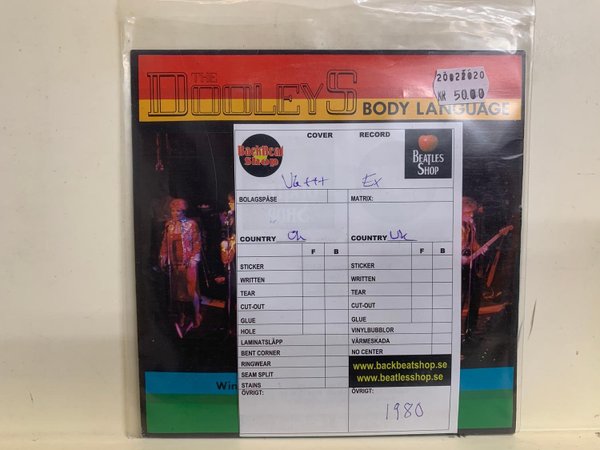 20022020
KR 50.00
THE
DOOLEYS
BODY LANGUAGE
COVER RECORD
BackBeat
Shop
BEATLES
SHOP
VG+++ Ex
BOLAGSPÅSE MATRIX:
COUNTRY Uk COUNTRY Uk
F B F B
STICKER STICKER
WRITTEN WRITTEN
TEAR TEAR
CUT-OUT CUT-OUT
GLUE GLUE
HOLE VINYLBUBBLOR
LAMINATSLÄPP VÄRMESKADA
BENT CORNER NO CENTER
RINGWEAR
SEAM SPLIT
STAINS
www.backbeatshop.se
www.beatlesshop.se
ÖVRIGT: ÖVRIGT:
1980
Win